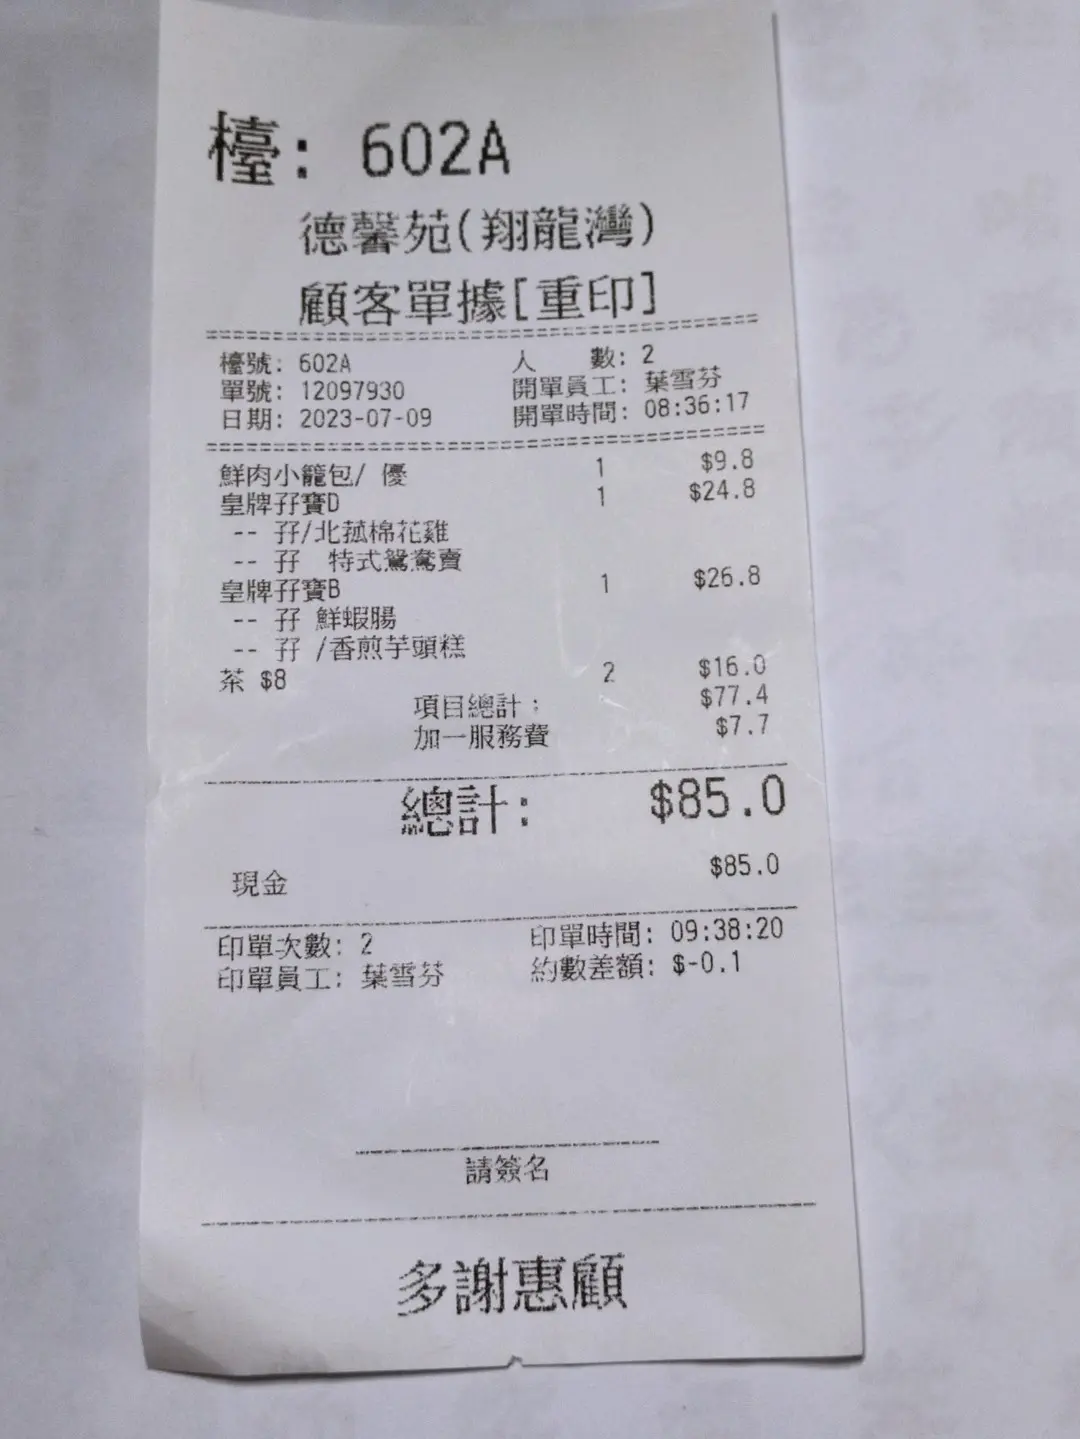 檯: 602A
德馨苑(翔龍灣)
顧客單據[重印]
檯號: 602A 人 數: 2
單號: 12097930 開單員工: 葉雪芬
日期: 2023-07-09 開單時間: 08:36:17
鮮肉小籠包/ 優 1 $9.8
皇牌孖寶D 1 $24.8
-- 孖/北菰棉花雞
-- 孖 特式鴛鴦賣
皇牌孖寶B 1 $26.8
-- 孖 鮮蝦腸
-- 孖 /香煎芋頭糕
茶 $8 2 $16.0
項目總計: $77.4
加一服務費 $7.7
總計: $85.0
現金 $85.0
印單次數: 2 印單時間: 09:38:20
印單員工: 葉雪芬 約數差額: $-0.1
請簽名
多謝惠顧